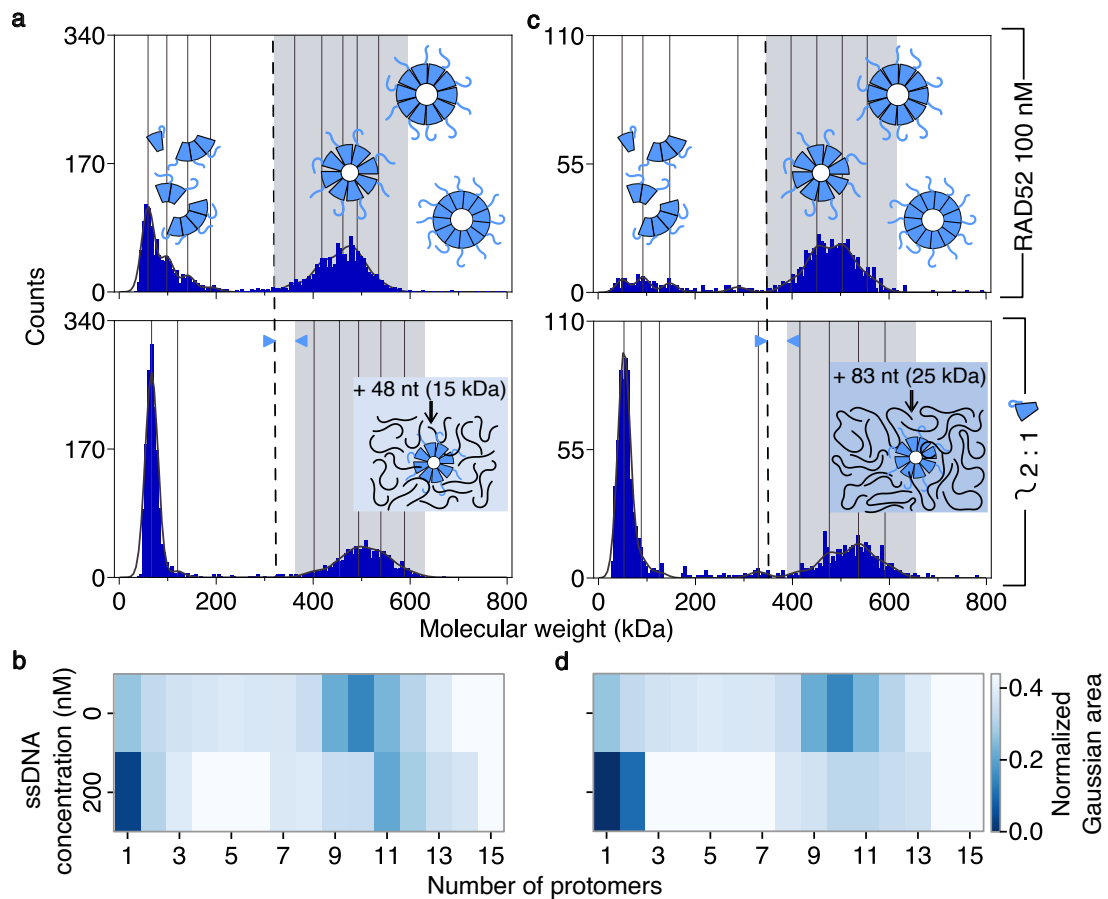 a
c
340
170
0
Counts
110
55
0
RAD52 100 nM
340
170
0
+ 48 nt (15 kDa)
0 200 400 600 800
110
55
0
+ 83 nt (25 kDa)
0 200 400 600 800
2 : 1
Molecular weight (kDa)
b
d
ssDNA
concentration (nM)
0
200
1 3 5 7 9 11 13 15
1 3 5 7 9 11 13 15
0.4
0.2
0.0
Normalized
Gaussian area
Number of protomers